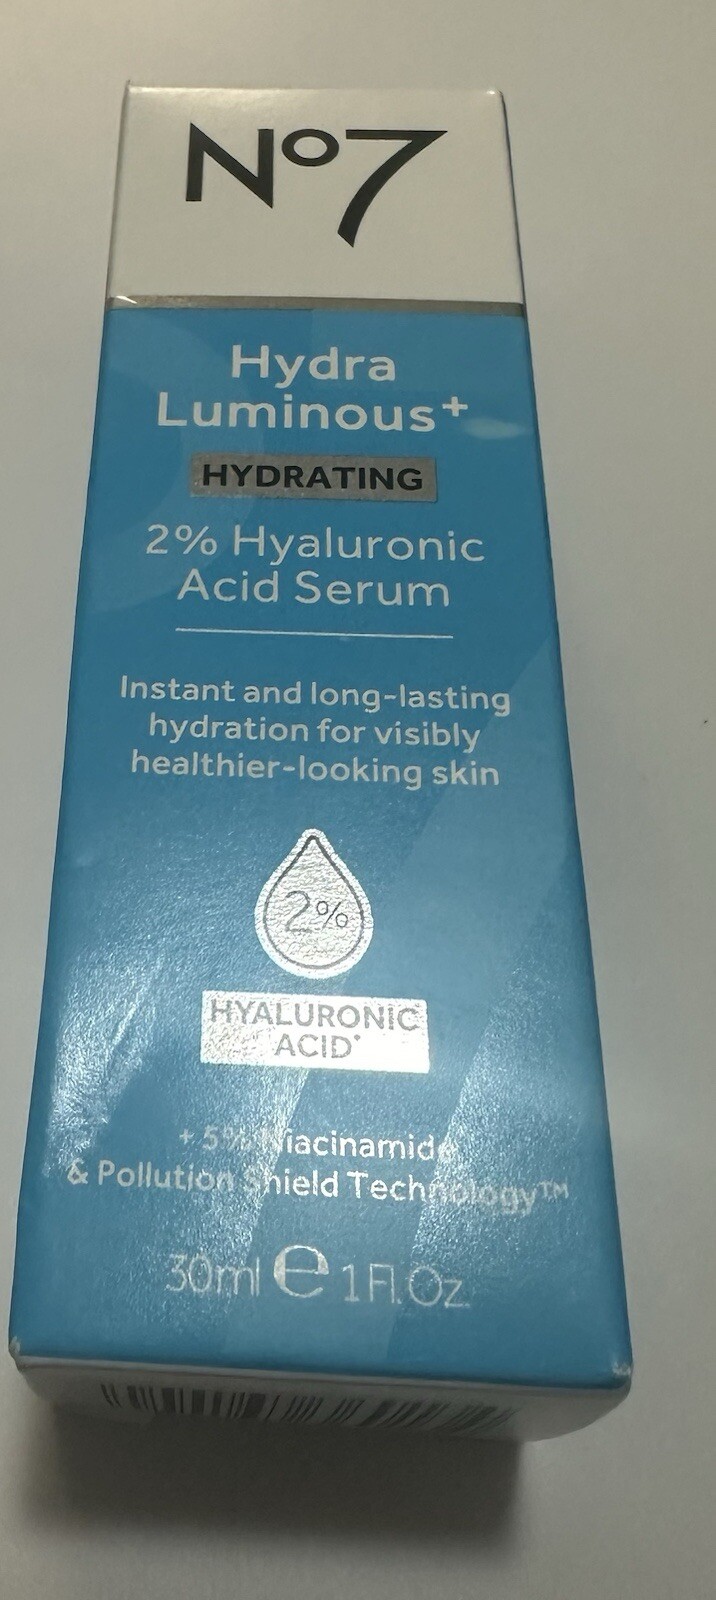 No7
Hydra
Luminous+
HYDRATING
2% Hyaluronic
Acid Serum
Instant and long-lasting
hydration for visibly
healthier-looking skin
2%
HYALURONIC
ACID*
+ 5% Niacinamide
& Pollution Shield Technology™
30ml ℮ 1Fl.Oz.